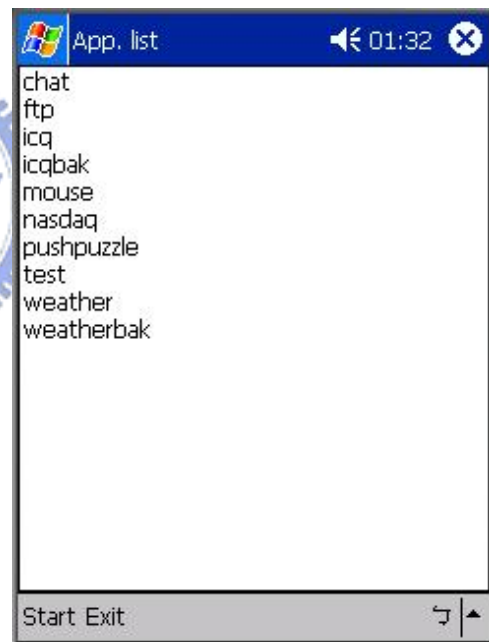 App. list 01:32
chat
ftp
icq
icqbak
mouse
nasdaq
pushpuzzle
test
weather
weatherbak
Start Exit